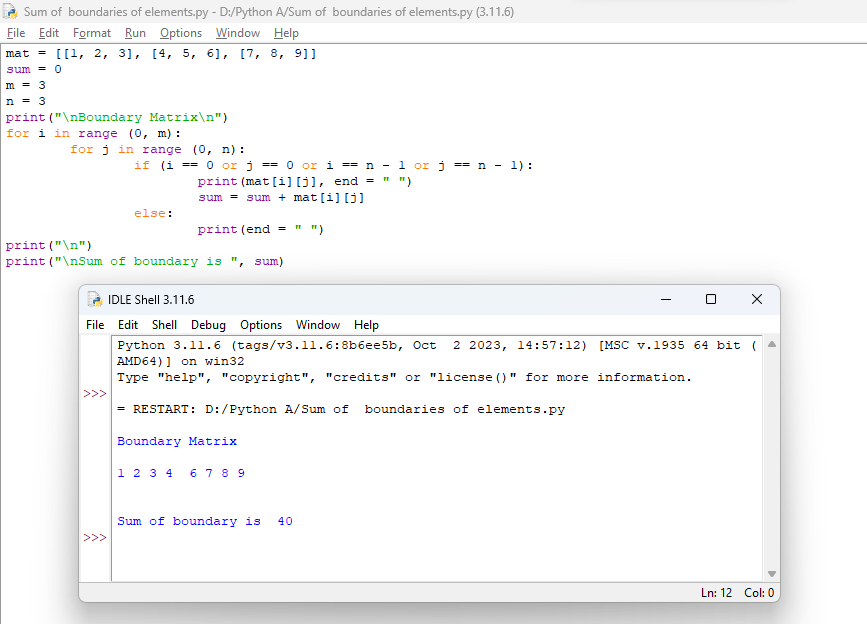 Sum of  boundaries of elements.py - D:/Python A/Sum of  boundaries of elements.py (3.11.6)
File Edit Format Run Options Window Help
mat = [[1, 2, 3], [4, 5, 6], [7, 8, 9]]
sum = 0
m = 3
n = 3
print("\nBoundary Matrix\n")
for i in range (0, m):
        for j in range (0, n):
                if (i == 0 or j == 0 or i == n - 1 or j == n - 1):
                        print(mat[i][j], end = " ")
                        sum = sum + mat[i][j]
                else:
                        print(end = " ")
print("\n")
print("\nSum of boundary is ", sum)
IDLE Shell 3.11.6
File Edit Shell Debug Options Window Help
Python 3.11.6 (tags/v3.11.6:8b6ee5b, Oct  2 2023, 14:57:12) [MSC v.1935 64 bit (
AMD64)] on win32
Type "help", "copyright", "credits" or "license()" for more information.
>>>
= RESTART: D:/Python A/Sum of  boundaries of elements.py
Boundary Matrix
1 2 3 4  6 7 8 9
Sum of boundary is  40
>>>
Ln: 12 Col: 0